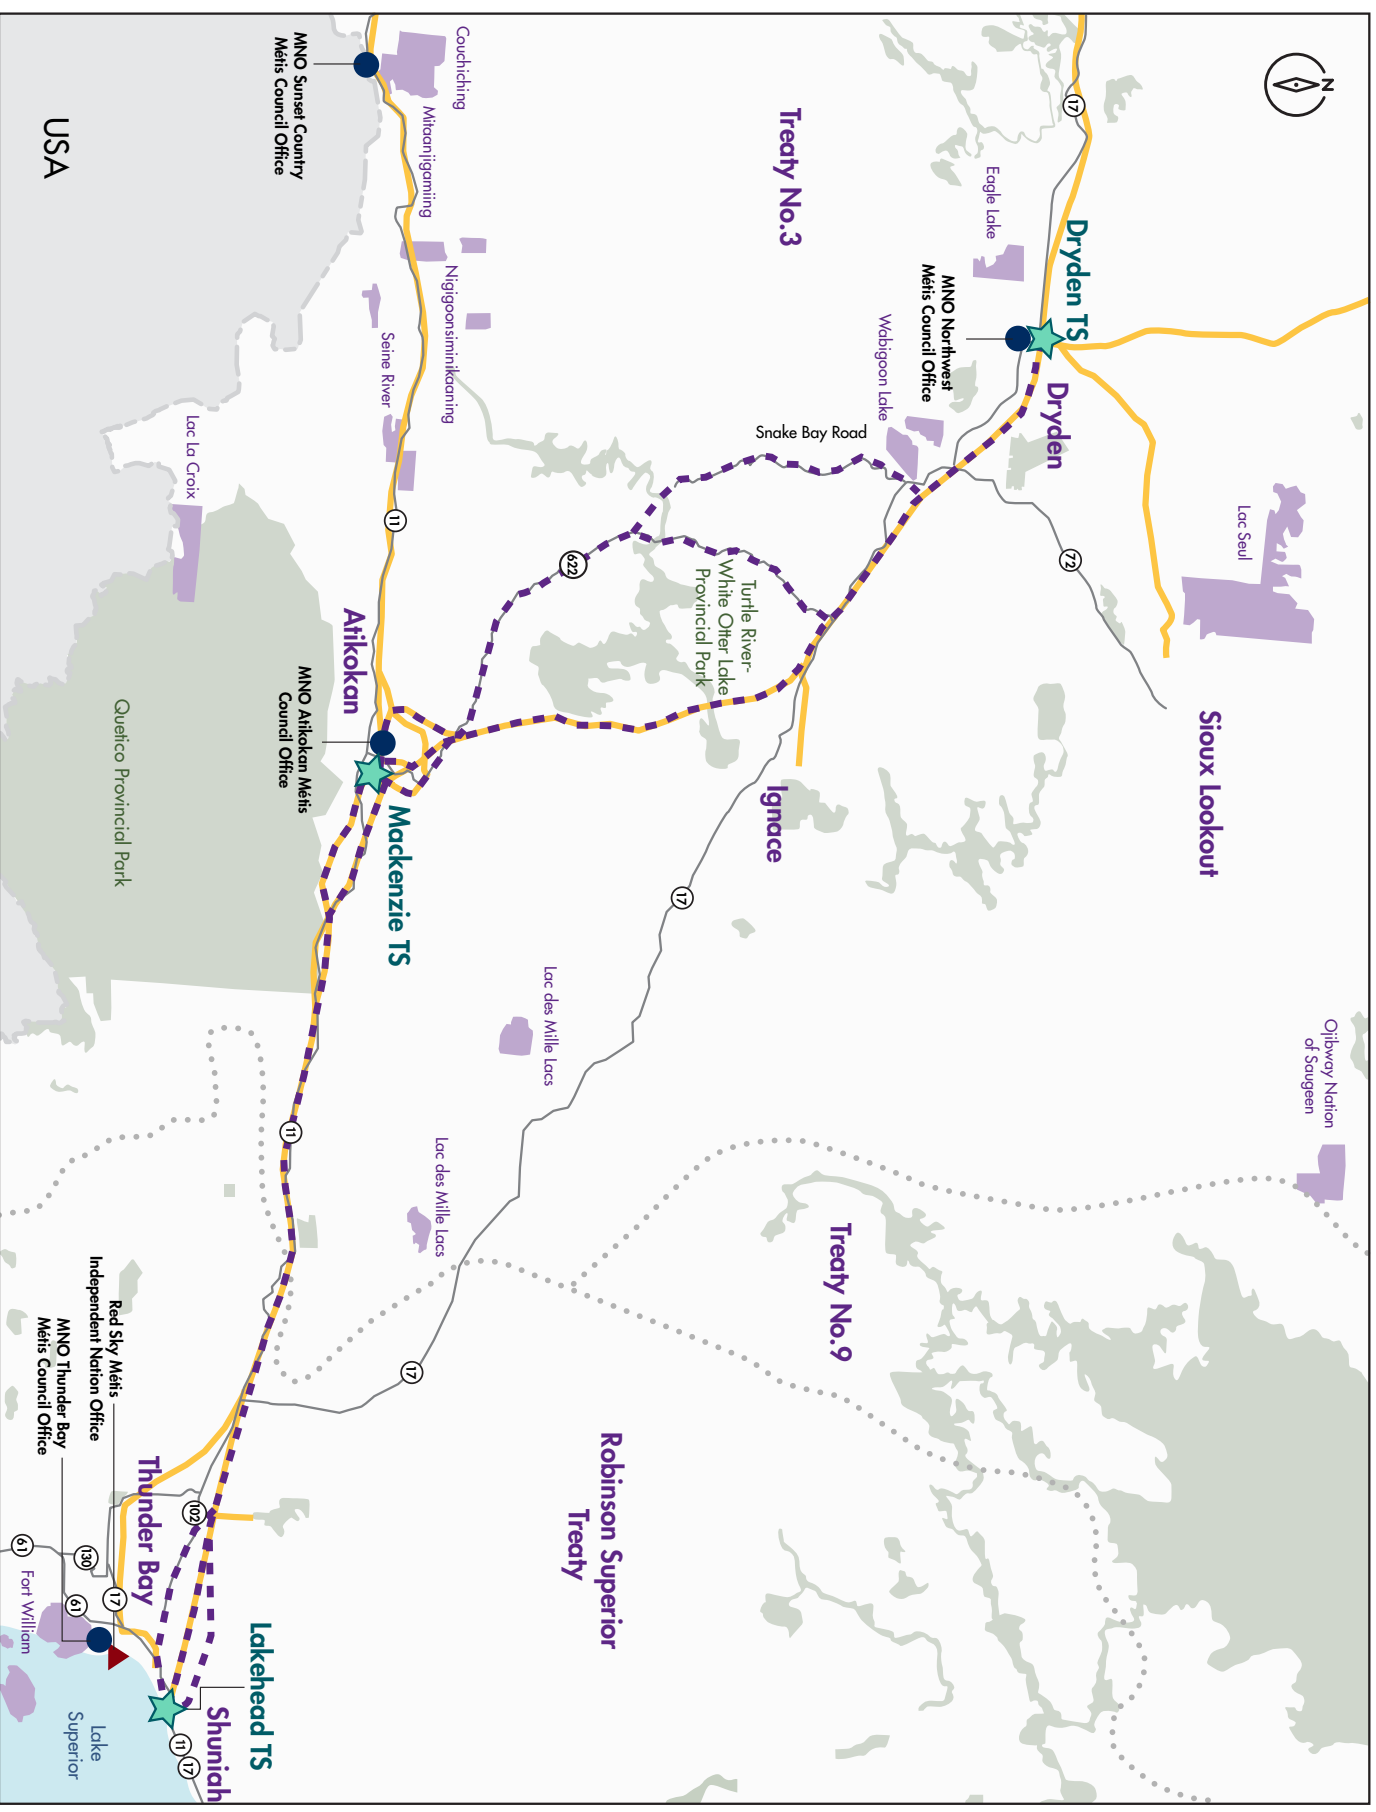 N
17
Dryden TS
Dryden
Eagle Lake
MNO Northwest
Métis Council Office
Wabigoon Lake
Treaty No.3
Snake Bay Road
Lac Seul
72
Sioux Lookout
Couchiching
Mitaanjigamiing
MNO Sunset Country
Métis Council Office
USA
Nigigoonsiminikaaning
Seine River
Lac La Croix
11
622
Turtle River-
White Otter Lake
Provincial Park
Atikokan
MNO Atikokan Métis
Council Office
Mackenzie TS
Quetico Provincial Park
Ignace
17
Lac des Mille Lacs
Lac des Mille Lacs
Ojibway Nation
of Saugeen
11
Treaty No.9
17
Robinson Superior
Treaty
Red Sky Métis
Independent Nation Office
MNO Thunder Bay
Métis Council Office
Thunder Bay
102
130
61
61
17
Fort William
Lakehead TS
Shuniah
11
17
Lake
Superior